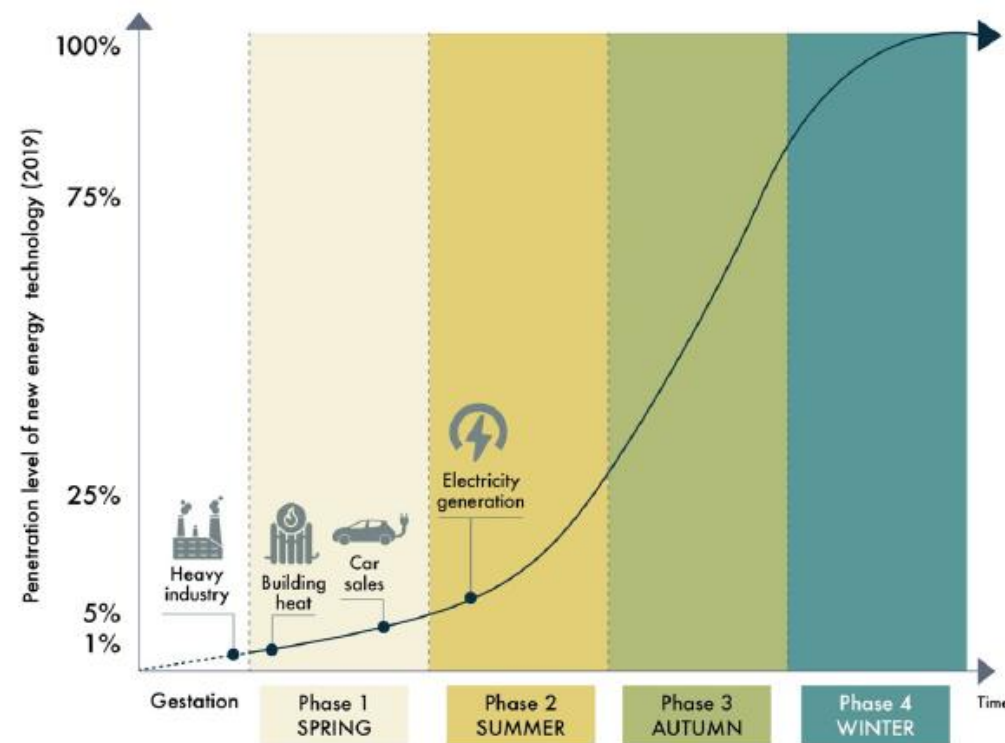 Penetration level of new energy technology (2019)
100%
75%
25%
5%
1%
Heavy
industry
Building
heat
Car
sales
Electricity
generation
Gestation
Phase 1
SPRING
Phase 2
SUMMER
Phase 3
AUTUMN
Phase 4
WINTER
Time